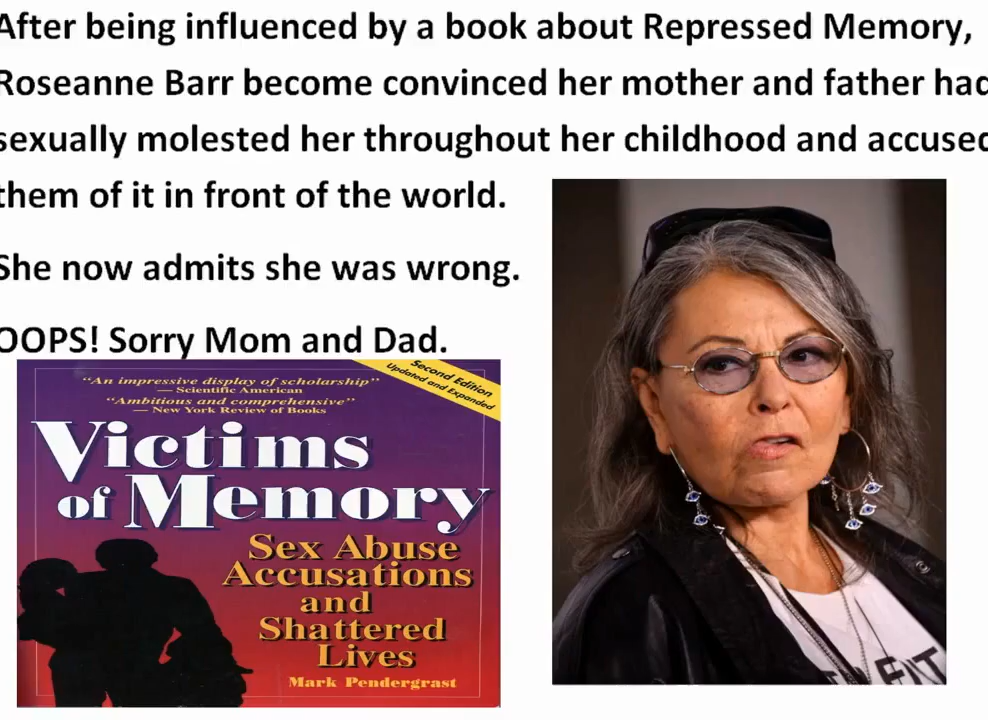 After being influenced by a book about Repressed Memory,
Roseanne Barr become convinced her mother and father had
sexually molested her throughout her childhood and accused
them of it in front of the world.
She now admits she was wrong.
OOPS! Sorry Mom and Dad.
Second Edition
Updated and Expanded
"An impressive display of scholarship"
— Scientific American
"Ambitious and comprehensive"
— New York Review of Books
Victims
of Memory
Sex Abuse
Accusations
and
Shattered
Lives
Mark Pendergrast